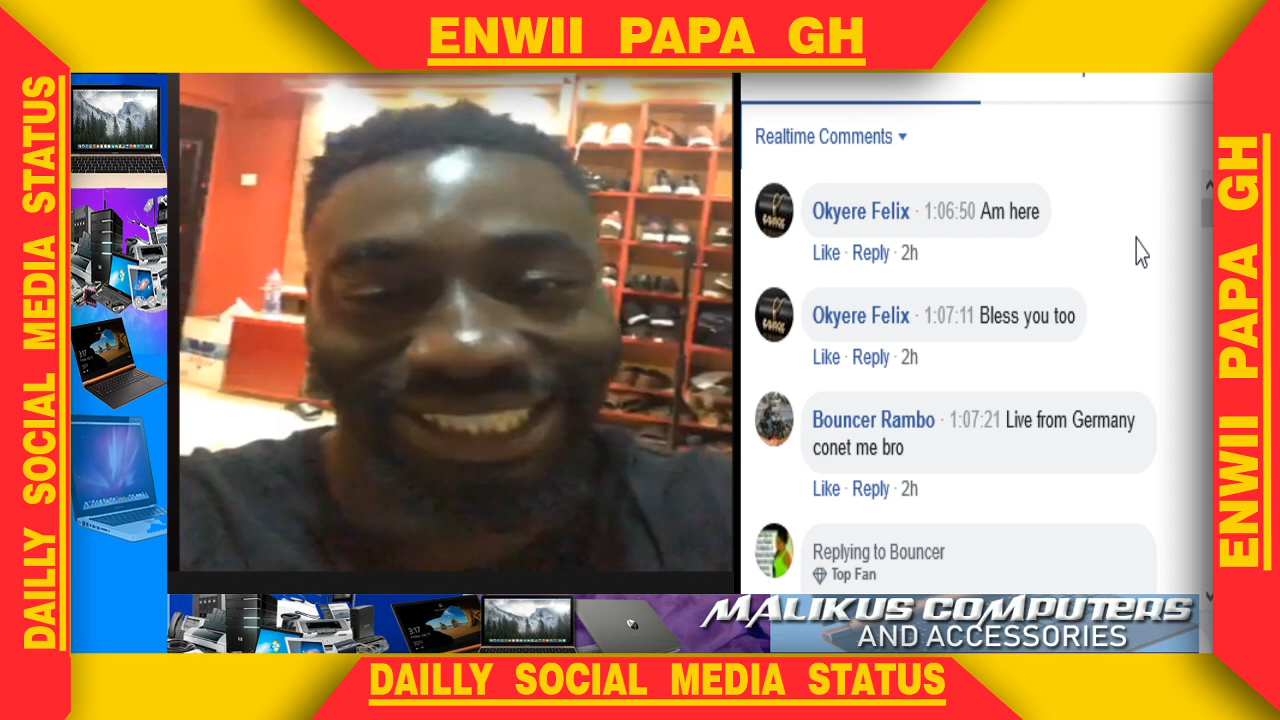 ENWII PAPA GH
DAILLY SOCIAL MEDIA STATUS
Realtime Comments
Okyere Felix · 1:06:50 Am here
Like · Reply · 2h
Okyere Felix · 1:07:11 Bless you too
Like · Reply · 2h
Bouncer Rambo · 1:07:21 Live from Germany
conet me bro
Like · Reply · 2h
Replying to Bouncer
Top Fan
ENWII PAPA GH
MALIKUS COMPUTERS
AND ACCESSORIES
DAILLY SOCIAL MEDIA STATUS